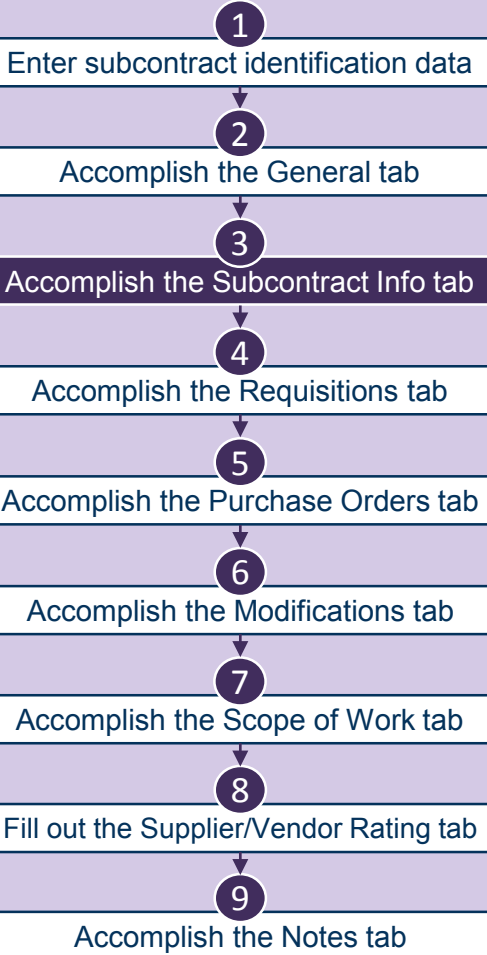 1
Enter subcontract identification data
2
Accomplish the General tab
3
Accomplish the Subcontract Info tab
4
Accomplish the Requisitions tab
5
Accomplish the Purchase Orders tab
6
Accomplish the Modifications tab
7
Accomplish the Scope of Work tab
8
Fill out the Supplier/Vendor Rating tab
9
Accomplish the Notes tab